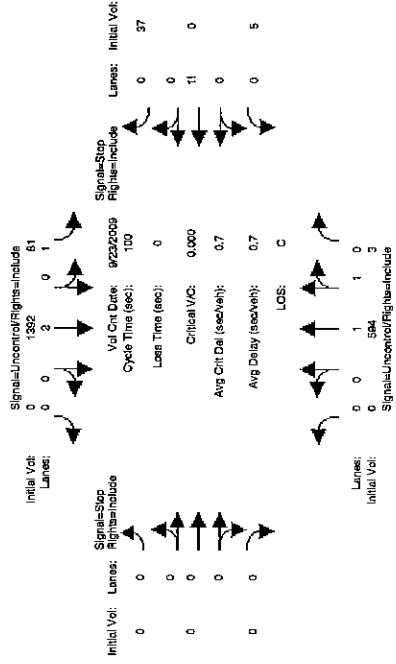 Signal=Uncontrol/Rights=Include
Initial Vol: 0 1392 61
Lanes: 0 0 2 0 1
Signal=Stop
Rights=Include
Initial Vol: Lanes:
0 0
0
0 0
0
0 0
Vol Cnt Date: 9/23/2009
Cycle Time (sec): 100
Loss Time (sec): 0
Critical V/C: 0.000
Avg Crit Del (sec/veh): 0.7
Avg Delay (sec/veh): 0.7
LOS: C
Signal=Stop
Rights=Include
Lanes: Initial Vol:
0 37
0
1! 0
0
0 5
Lanes: 0 0 1 1 0
Initial Vol: 0 594 3
Signal=Uncontrol/Rights=Include